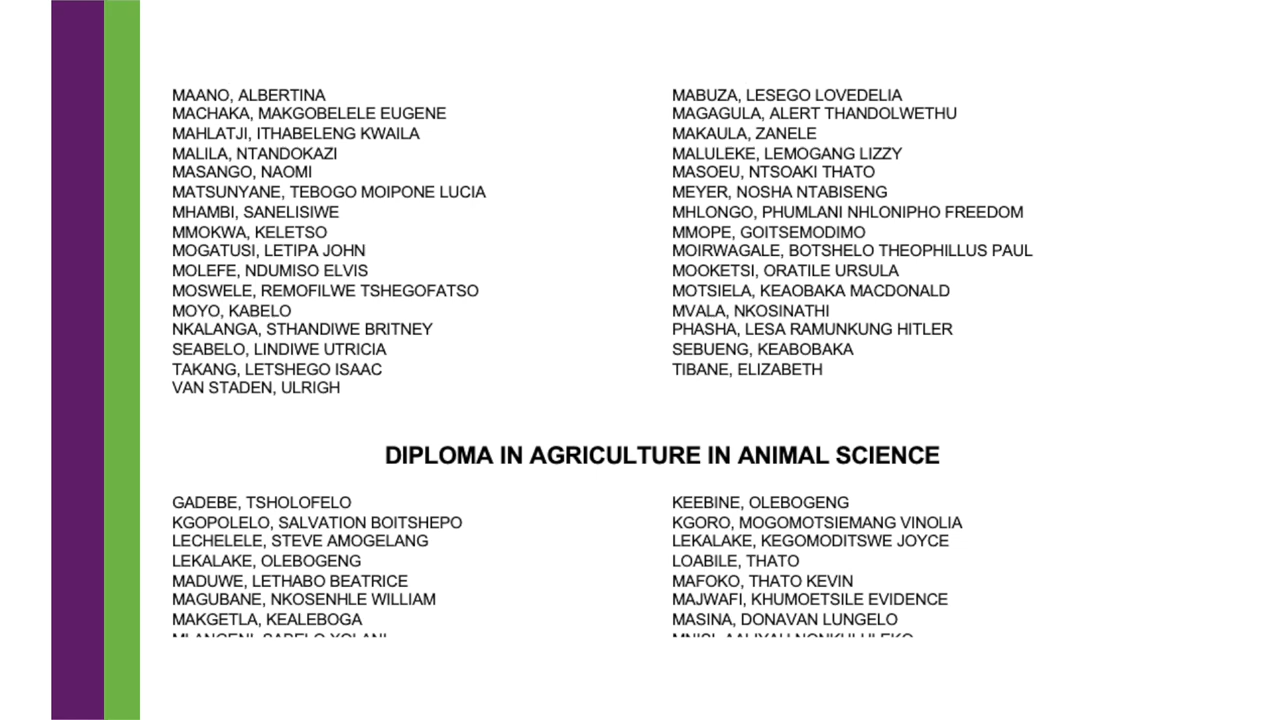 MAANO, ALBERTINA MABUZA, LESEGO LOVEDELIA
MACHAKA, MAKGOBELELE EUGENE MAGAGULA, ALERT THANDOLWETHU
MAHLATJI, ITHABELENG KWAILA MAKAULA, ZANELE
MALILA, NTANDOKAZI MALULEKE, LEMOGANG LIZZY
MASANGO, NAOMI MASOEU, NTSOAKI THATO
MATSUNYANE, TEBOGO MOIPONE LUCIA MEYER, NOSHA NTABISENG
MHAMBI, SANELISIWE MHLONGO, PHUMLANI NHLONIPHO FREEDOM
MMOKWA, KELETSO MMOPE, GOITSEMODIMO
MOGATUSI, LETIPA JOHN MOIRWAGALE, BOTSHELO THEOPHILLUS PAUL
MOLEFE, NDUMISO ELVIS MOOKETSI, ORATILE URSULA
MOSWELE, REMOFILWE TSHEGOFATSO MOTSIELA, KEAOBAKA MACDONALD
MOYO, KABELO MVALA, NKOSINATHI
NKALANGA, STHANDIWE BRITNEY PHASHA, LESA RAMUNKUNG HITLER
SEABELO, LINDIWE UTRICIA SEBUENG, KEABOBAKA
TAKANG, LETSHEGO ISAAC TIBANE, ELIZABETH
VAN STADEN, ULRIGH
DIPLOMA IN AGRICULTURE IN ANIMAL SCIENCE
GADEBE, TSHOLOFELO KEEBINE, OLEBOGENG
KGOPOLELO, SALVATION BOITSHEPO KGORO, MOGOMOTSIEMANG VINOLIA
LECHELELE, STEVE AMOGELANG LEKALAKE, KEGOMODITSWE JOYCE
LEKALAKE, OLEBOGENG LOABILE, THATO
MADUWE, LETHABO BEATRICE MAFOKO, THATO KEVIN
MAGUBANE, NKOSENHLE WILLIAM MAJWAFI, KHUMOETSILE EVIDENCE
MAKGETLA, KEALEBOGA MASINA, DONAVAN LUNGELO